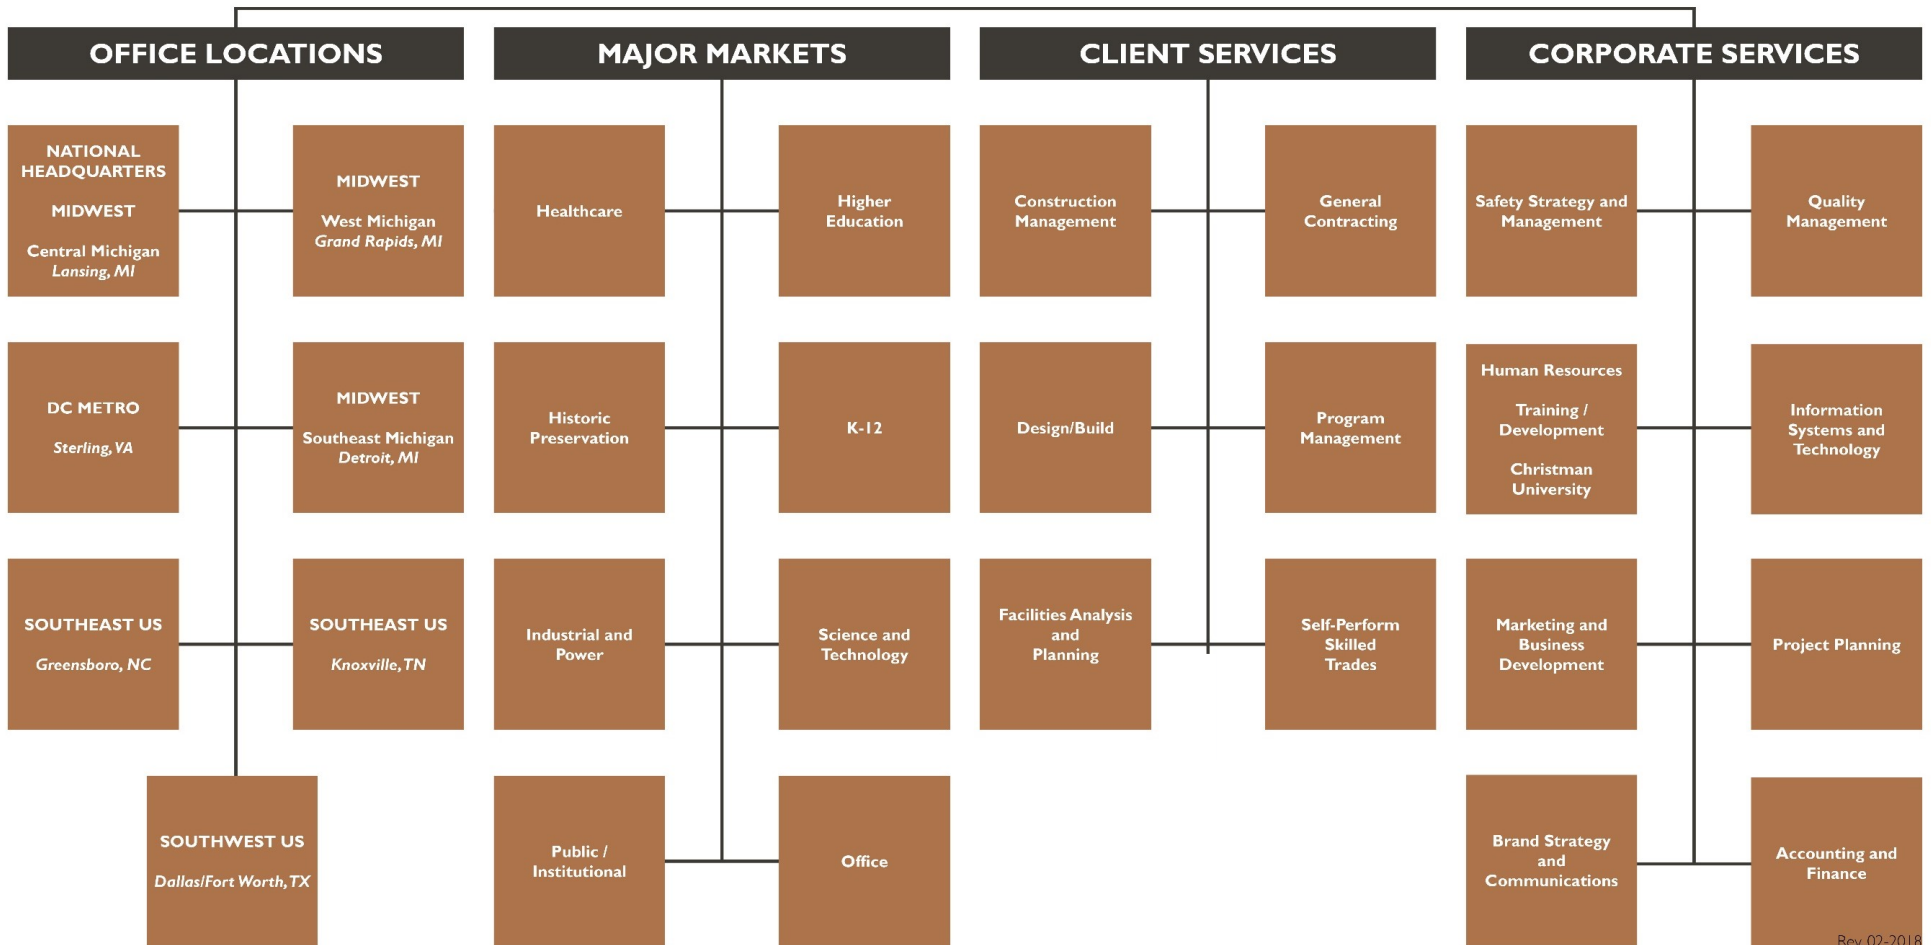 OFFICE LOCATIONS
NATIONAL
HEADQUARTERS
MIDWEST
Central Michigan
Lansing, MI
MIDWEST
West Michigan
Grand Rapids, MI
DC METRO
Sterling, VA
MIDWEST
Southeast Michigan
Detroit, MI
SOUTHEAST US
Greensboro, NC
SOUTHEAST US
Knoxville, TN
SOUTHWEST US
Dallas/Fort Worth, TX
MAJOR MARKETS
Healthcare
Higher
Education
Historic
Preservation
K-12
Industrial and
Power
Science and
Technology
Public /
Institutional
Office
CLIENT SERVICES
Construction
Management
General
Contracting
Design/Build
Program
Management
Facilities Analysis
and
Planning
Self-Perform
Skilled
Trades
CORPORATE SERVICES
Safety Strategy and
Management
Quality
Management
Human Resources
Training /
Development
Christman
University
Information
Systems and
Technology
Marketing and
Business
Development
Project Planning
Brand Strategy
and
Communications
Accounting and
Finance
Rev. 02-2018